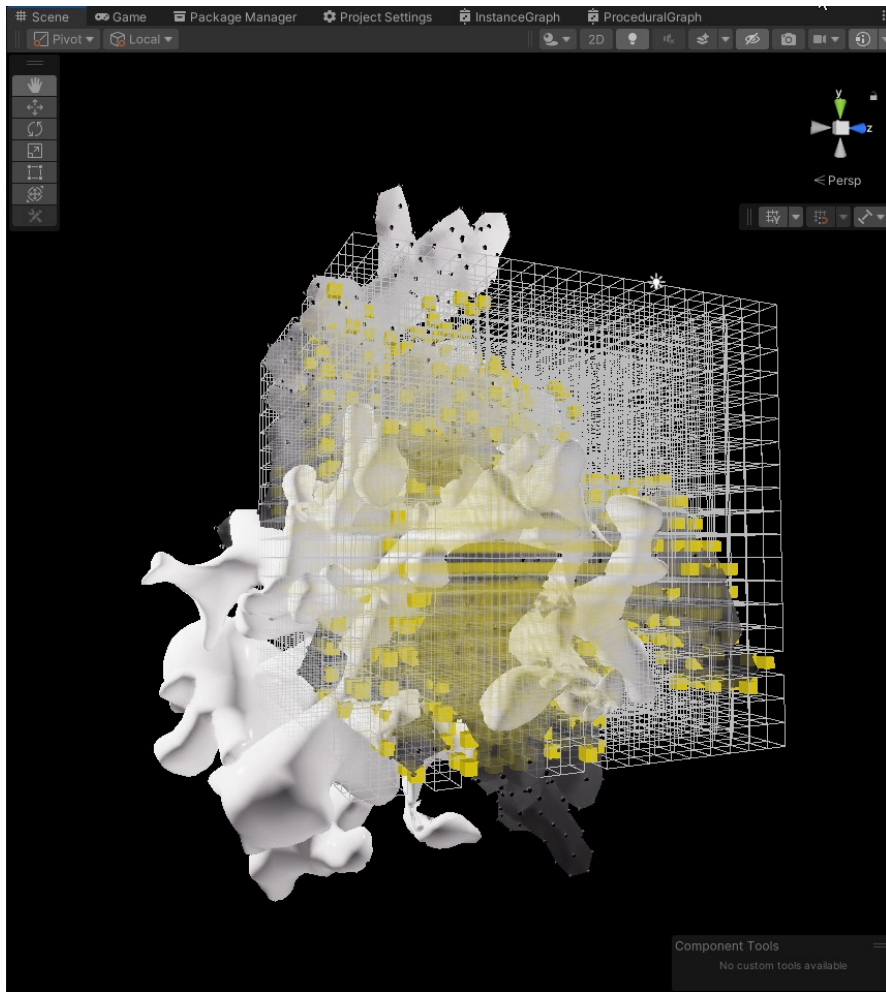 Scene Game Package Manager Project Settings InstanceGraph ProceduralGraph
Pivot Local 2D
y
z
Persp
Component Tools
No custom tools available